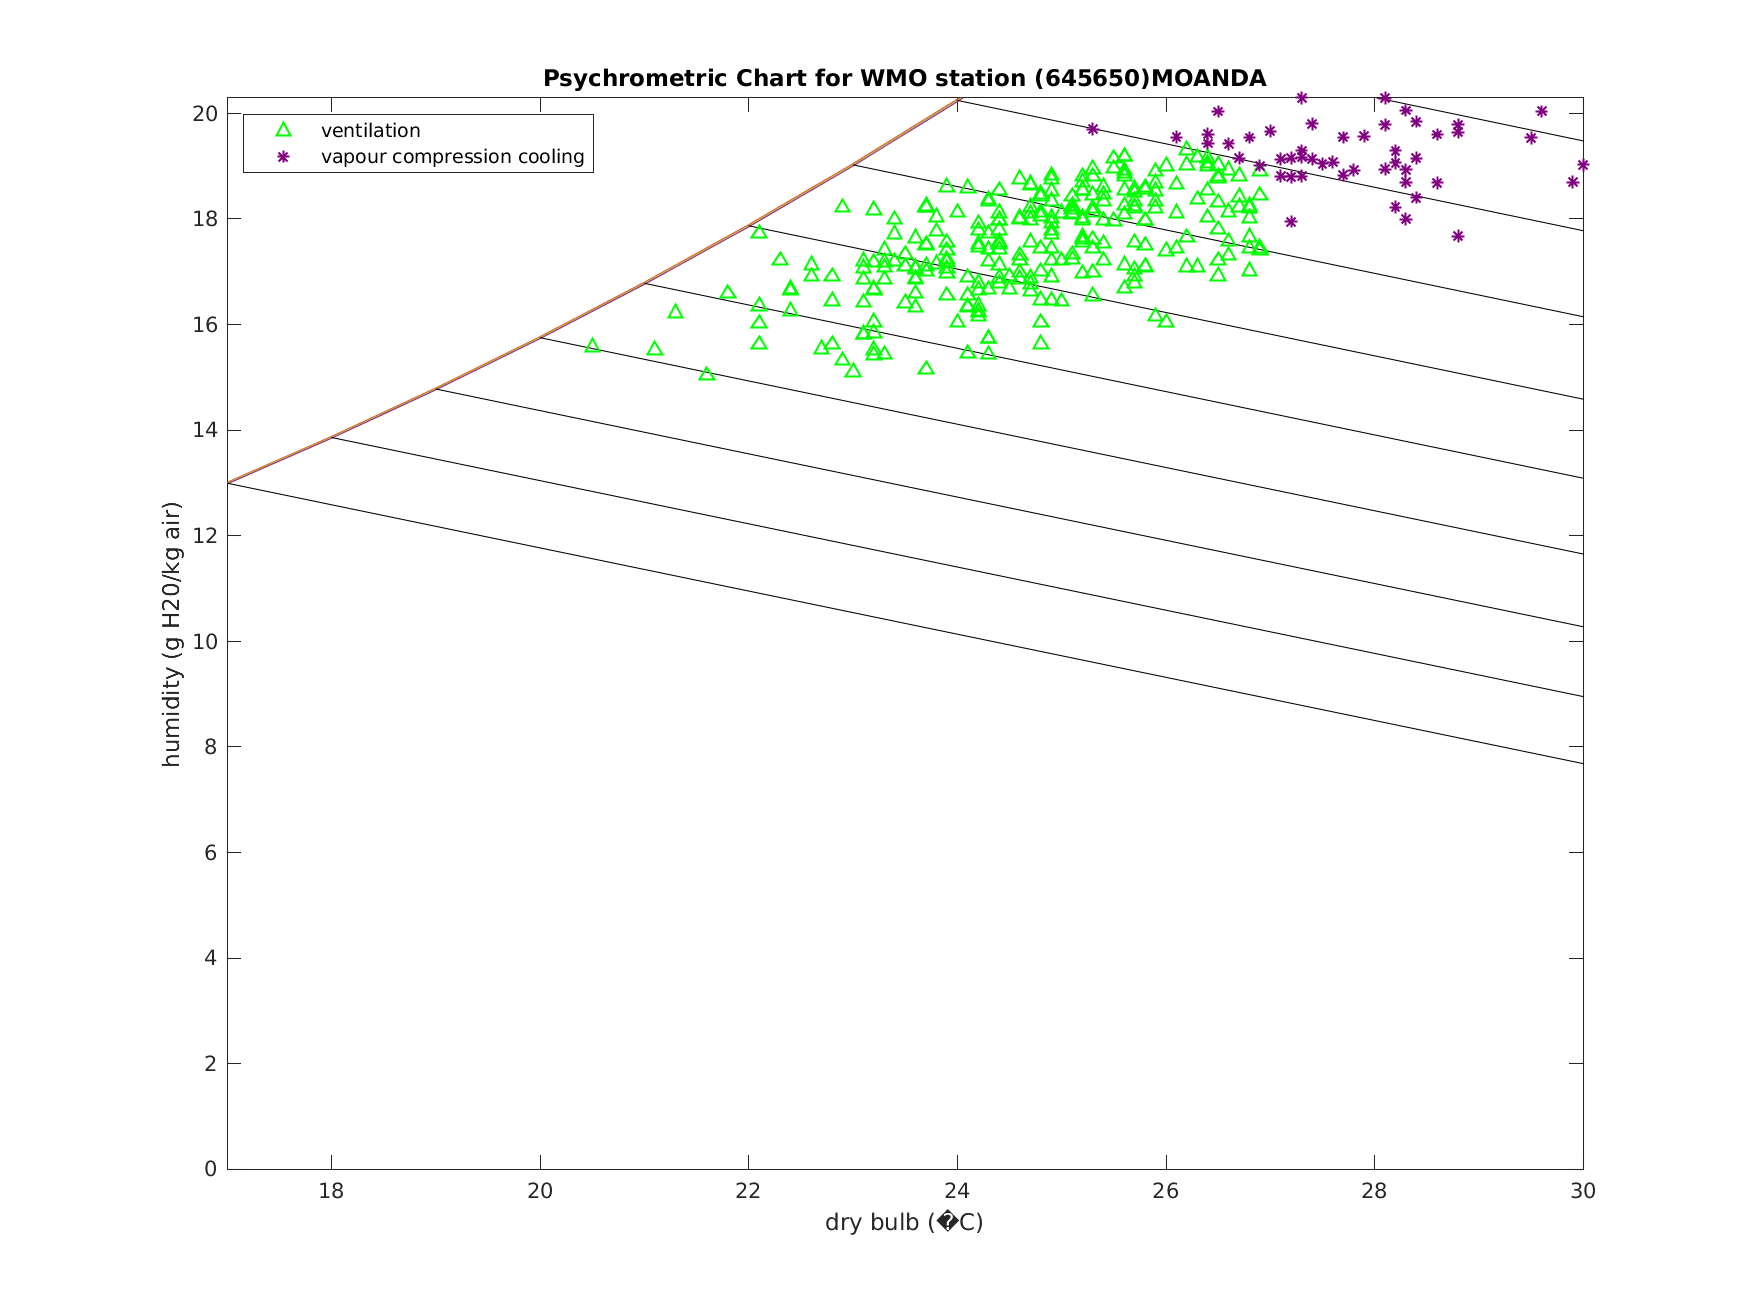 Psychrometric Chart for WMO station (645650)MOANDA
ventilation
vapour compression cooling
humidity (g H20/kg air)
20
18
16
14
12
10
8
6
4
2
0
18 20 22 24 26 28 30
dry bulb (�C)